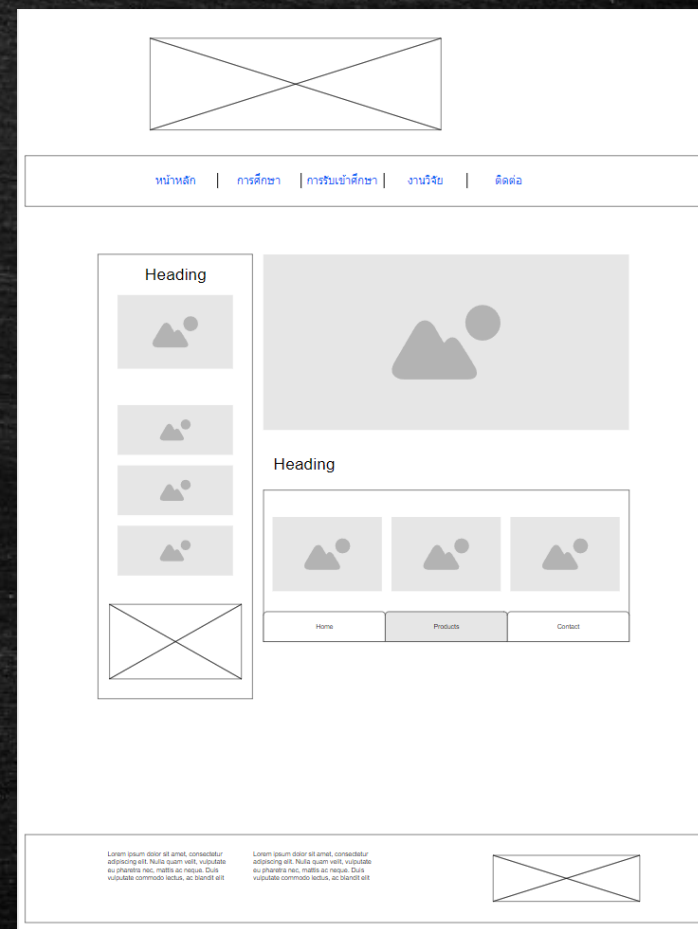 หน้าหลัก
การศึกษา
การรับเข้าศึกษา
งานวิจัย
ติดต่อ
Heading
Heading
Home
Products
Contact
Lorem ipsum dolor sit amet, consectetur
adipiscing elit. Nulla quam velit, vulputate
eu pharetra nec, mattis ac neque. Duis
vulputate commodo lectus, ac blandit elit
Lorem ipsum dolor sit amet, consectetur
adipiscing elit. Nulla quam velit, vulputate
eu pharetra nec, mattis ac neque. Duis
vulputate commodo lectus, ac blandit elit